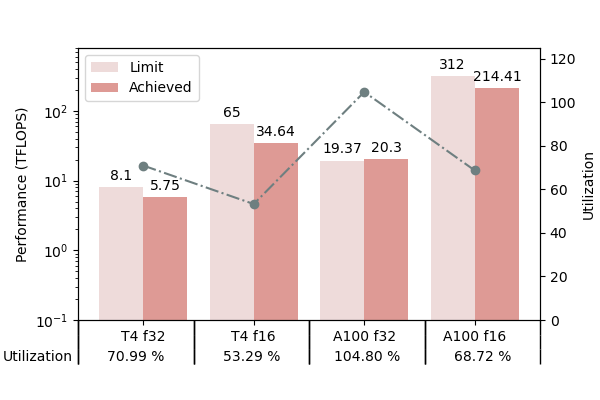 Limit
Achieved
Performance (TFLOPS)
Utilization
10²
10¹
10⁰
10⁻¹
120
100
80
60
40
20
0
8.1
5.75
65
34.64
19.37
20.3
312
214.41
T4 f32
T4 f16
A100 f32
A100 f16
Utilization
70.99 %
53.29 %
104.80 %
68.72 %